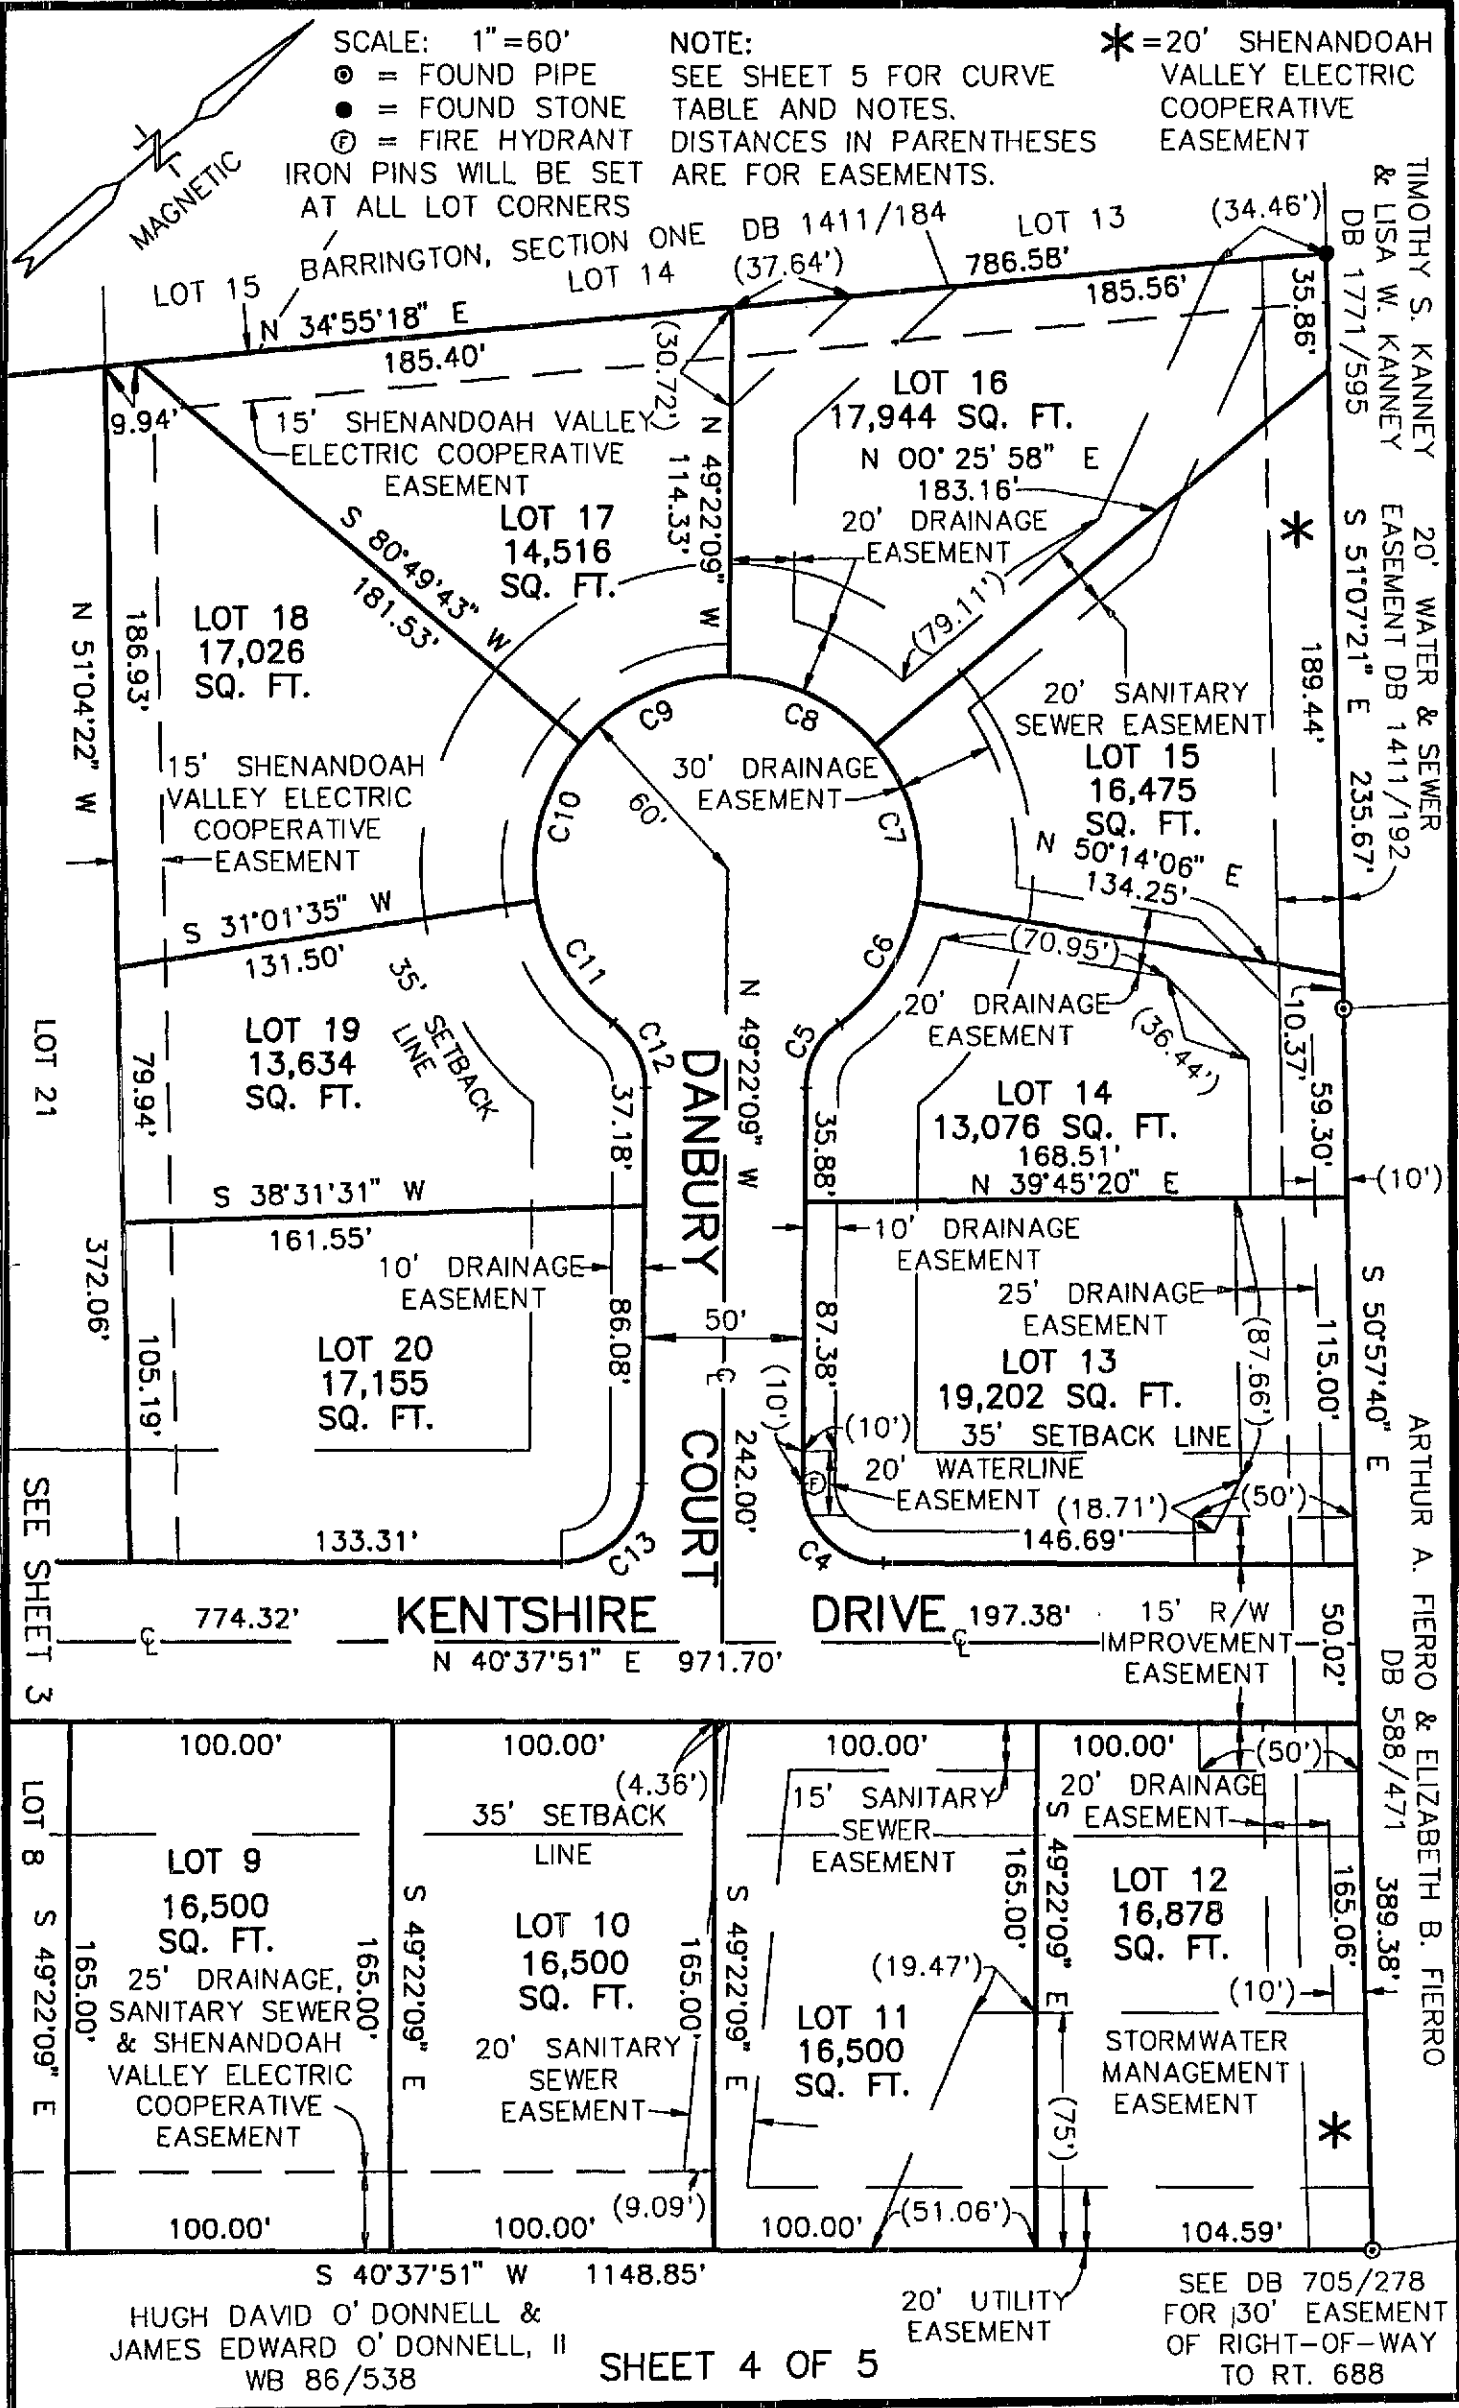 SCALE: 1"=60'
= FOUND PIPE
= FOUND STONE
Ⓕ = FIRE HYDRANT
IRON PINS WILL BE SET
AT ALL LOT CORNERS
NOTE:
SEE SHEET 5 FOR CURVE
TABLE AND NOTES.
DISTANCES IN PARENTHESES
ARE FOR EASEMENTS.
* =20' SHENANDOAH
VALLEY ELECTRIC
COOPERATIVE
EASEMENT
N
MAGNETIC
BARRINGTON, SECTION ONE DB 1411/184
LOT 15
LOT 14
LOT 13
(34.46')
(37.64')
786.58'
N 34°55'18" E
185.40'
185.56'
35.86'
TIMOTHY S. KANNEY
& LISA W. KANNEY
DB 1771/595
20' WATER & SEWER
EASEMENT DB 1411/192
S 51°07'21" E 235.67'
9.94'
15' SHENANDOAH VALLEY
ELECTRIC COOPERATIVE
EASEMENT
(30.72')
N 49°22'09" W
114.33'
LOT 16
17,944 SQ. FT.
N 00°25'58" E
183.16'
20' DRAINAGE
EASEMENT
LOT 17
14,516
SQ. FT.
S 80°49'43" W
181.53'
(79.11')
*
189.44'
LOT 18
17,026
SQ. FT.
186.93'
N 51°04'22" W
372.06'
20' SANITARY
SEWER EASEMENT
LOT 15
16,475
SQ. FT.
N 50°14'06" E
134.25'
C9
C8
30' DRAINAGE
EASEMENT
60'
C10
C7
15' SHENANDOAH
VALLEY ELECTRIC
COOPERATIVE
EASEMENT
S 31°01'35" W
131.50'
C11
C6
(70.95')
20' DRAINAGE
EASEMENT
(36.44')
10.37'
59.30'
35' SETBACK
LINE
LOT 19
13,634
SQ. FT.
79.94'
C12
C5
37.18'
35.88'
N 49°22'09" W
242.00'
DANBURY COURT
LOT 14
13,076 SQ. FT.
168.51'
N 39°45'20" E
(10')
LOT 21
S 38°31'31" W
161.55'
10' DRAINAGE
EASEMENT
10' DRAINAGE
EASEMENT
25' DRAINAGE
EASEMENT
50'
℄
86.08'
87.38'
LOT 20
17,155
SQ. FT.
105.19'
LOT 13
19,202 SQ. FT.
(87.66')
115.00'
S 50°57'40" E
389.38'
(10')
(10')
35' SETBACK LINE
20' WATERLINE
EASEMENT
Ⓕ
(18.71')
(50')
146.69'
133.31'
C13
C4
SEE SHEET 3
774.32'
℄
KENTSHIRE DRIVE
℄
197.38'
N 40°37'51" E 971.70'
15' R/W
IMPROVEMENT
EASEMENT
50.02'
ARTHUR A. FIERRO & ELIZABETH B. FIERRO
DB 588/471
100.00'
100.00'
100.00'
100.00'
(50')
(4.36')
35' SETBACK
LINE
15' SANITARY
SEWER
EASEMENT
20' DRAINAGE
EASEMENT
LOT 8
S 49°22'09" E
165.00'
LOT 9
16,500
SQ. FT.
25' DRAINAGE,
SANITARY SEWER
& SHENANDOAH
VALLEY ELECTRIC
COOPERATIVE
EASEMENT
165.00'
S 49°22'09" E
LOT 10
16,500
SQ. FT.
20' SANITARY
SEWER
EASEMENT
165.00'
S 49°22'09" E
LOT 11
16,500
SQ. FT.
(19.47')
165.00'
S 49°22'09" E
LOT 12
16,878
SQ. FT.
165.06'
(10')
STORMWATER
MANAGEMENT
EASEMENT
*
(75')
(9.09')
(51.06')
100.00'
100.00'
100.00'
104.59'
S 40°37'51" W 1148.85'
20' UTILITY
EASEMENT
HUGH DAVID O'DONNELL &
JAMES EDWARD O'DONNELL, II
WB 86/538
SHEET 4 OF 5
SEE DB 705/278
FOR 30' EASEMENT
OF RIGHT-OF-WAY
TO RT. 688